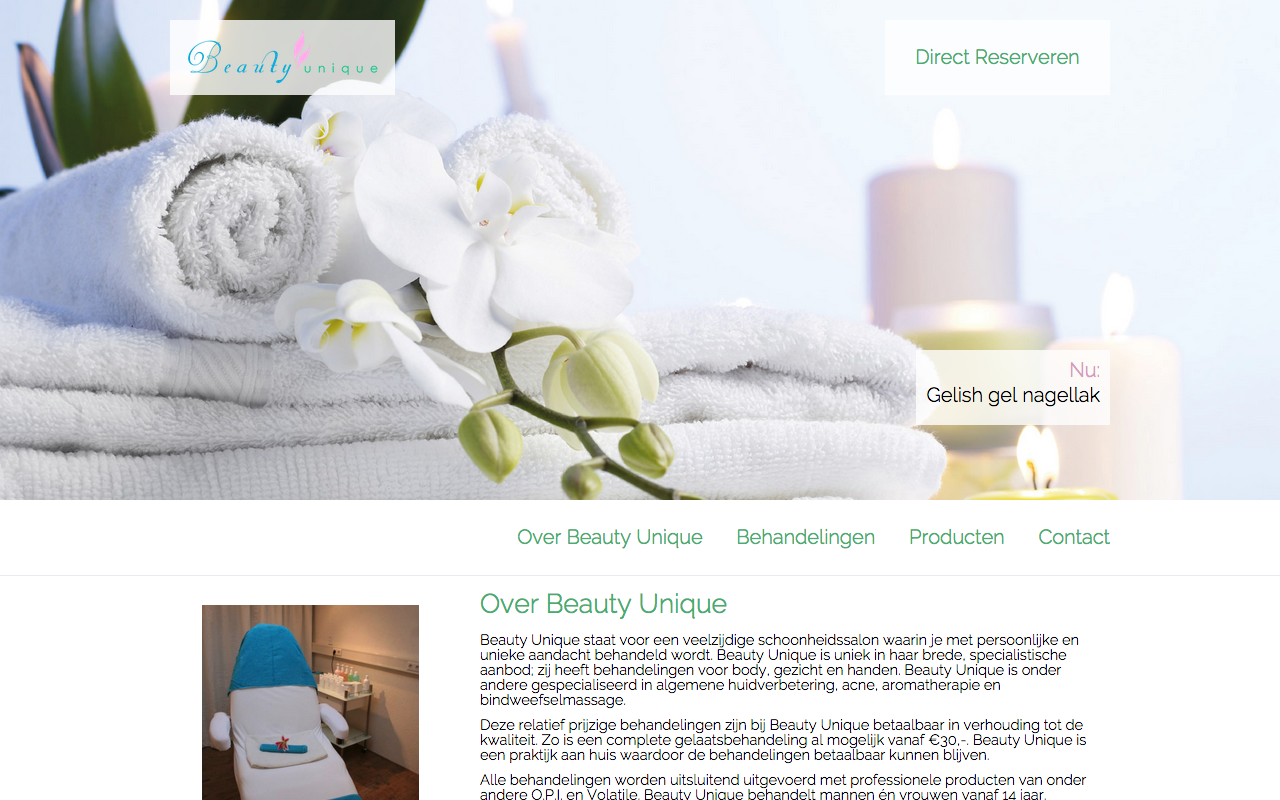 Beauty unique
Direct Reserveren
Nu:
Gelish gel nagellak
Over Beauty Unique Behandelingen Producten Contact
Over Beauty Unique
Beauty Unique staat voor een veelzijdige schoonheidssalon waarin je met persoonlijke en
unieke aandacht behandeld wordt. Beauty Unique is uniek in haar brede, specialistische
aanbod; zij heeft behandelingen voor body, gezicht en handen. Beauty Unique is onder
andere gespecialiseerd in algemene huidverbetering, acne, aromatherapie en
bindweefselmassage.
Deze relatief prijzige behandelingen zijn bij Beauty Unique betaalbaar in verhouding tot de
kwaliteit. Zo is een complete gelaatsbehandeling al mogelijk vanaf €30,-. Beauty Unique is
een praktijk aan huis waardoor de behandelingen betaalbaar kunnen blijven.
Alle behandelingen worden uitsluitend uitgevoerd met professionele producten van onder
andere O.P.I. en Volatile. Beauty Unique behandelt mannen én vrouwen vanaf 14 jaar.